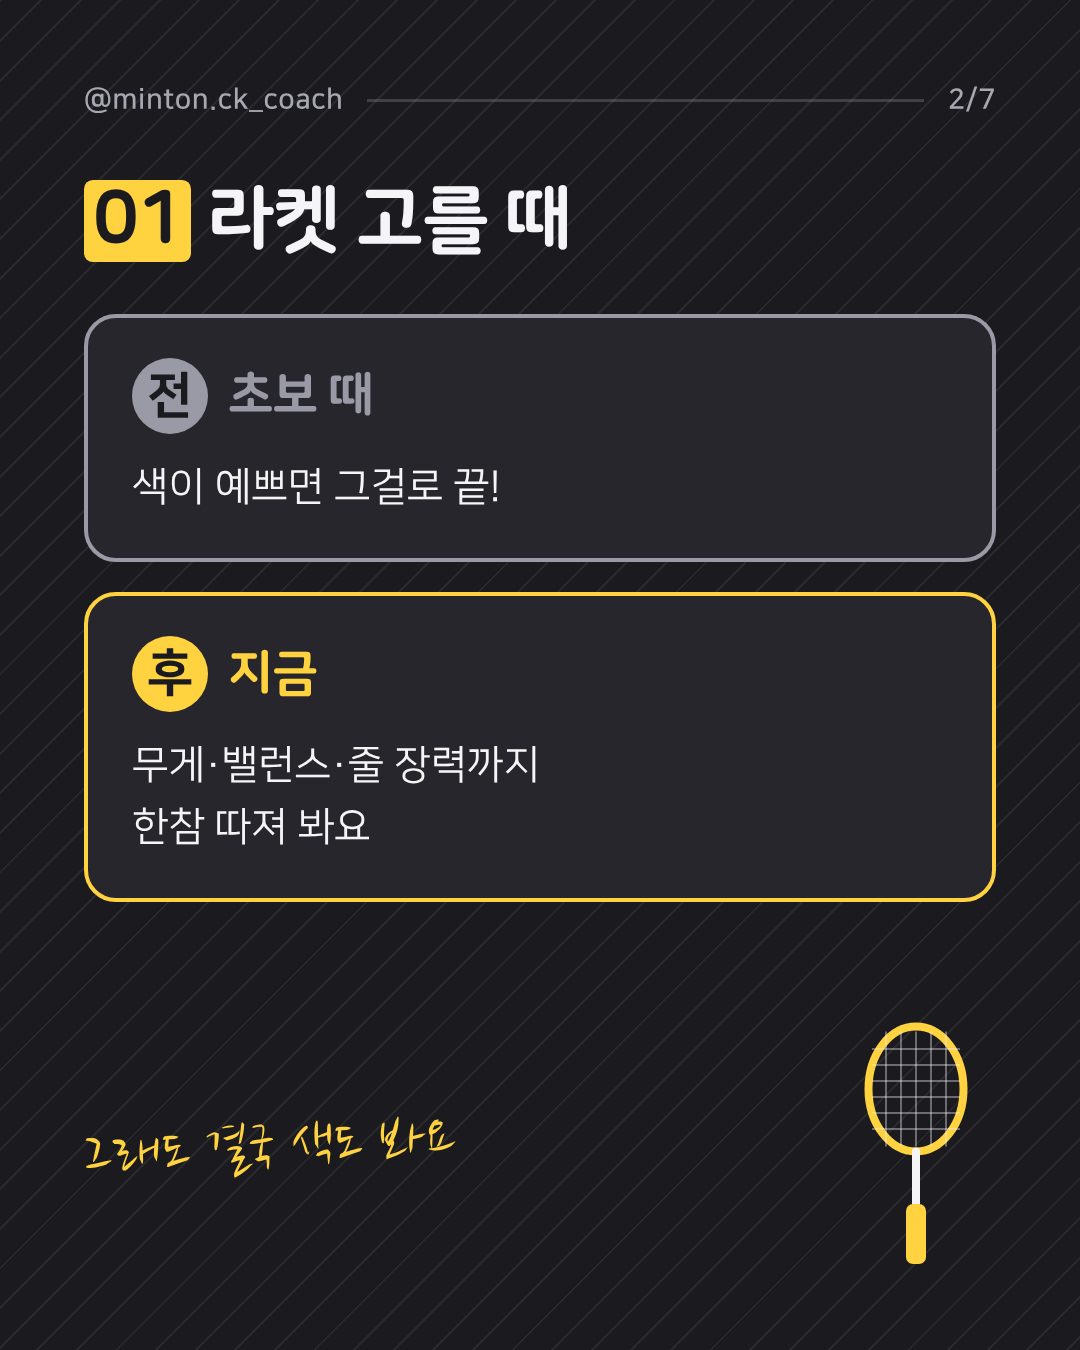 @minton.ck_coach 2/7
01 라켓 고를 때
전 초보 때
색이 예쁘면 그걸로 끝!
후 지금
무게·밸런스·줄 장력까지
한참 따져 봐요
그래도 결국 색도 봐요